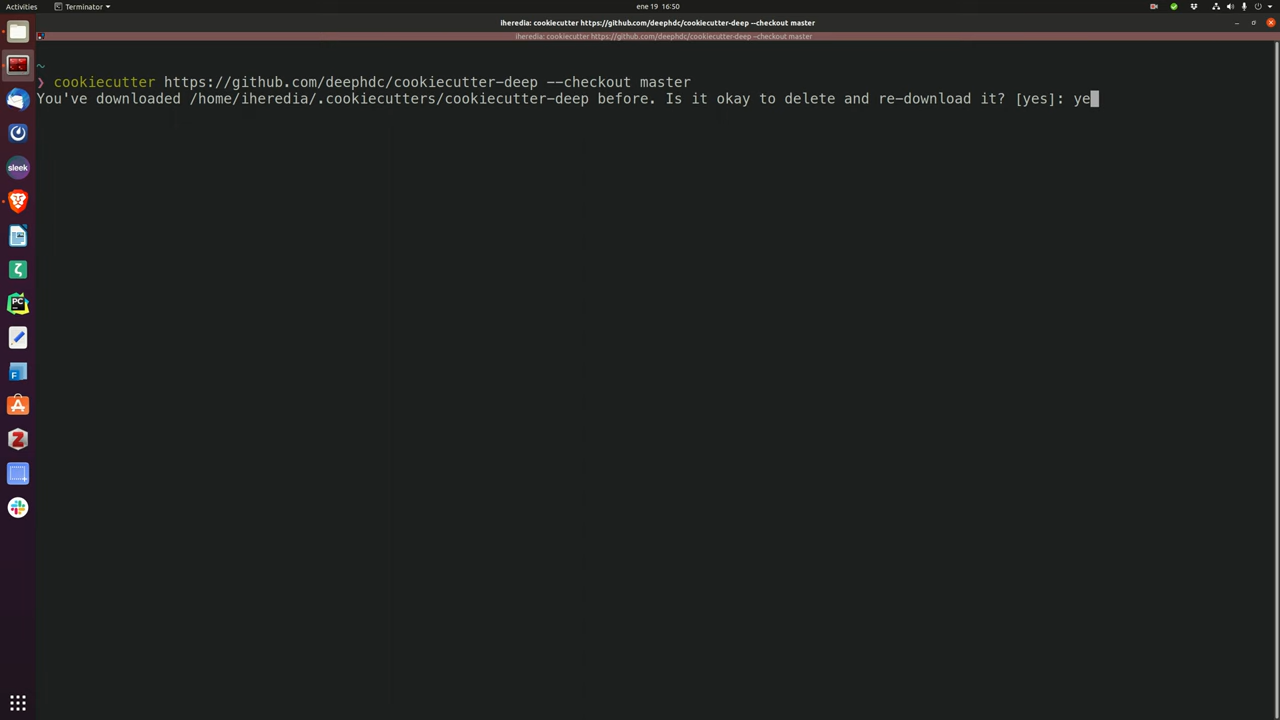 Activities
Terminator
ene 19 16:50
iheredia: cookiecutter https://github.com/deephdc/cookiecutter-deep --checkout master
iheredia: cookiecutter https://github.com/deephdc/cookiecutter-deep --checkout master
~
❯ cookiecutter https://github.com/deephdc/cookiecutter-deep --checkout master
You've downloaded /home/iheredia/.cookiecutters/cookiecutter-deep before. Is it okay to delete and re-download it? [yes]: ye
sleek
PC
F
Z